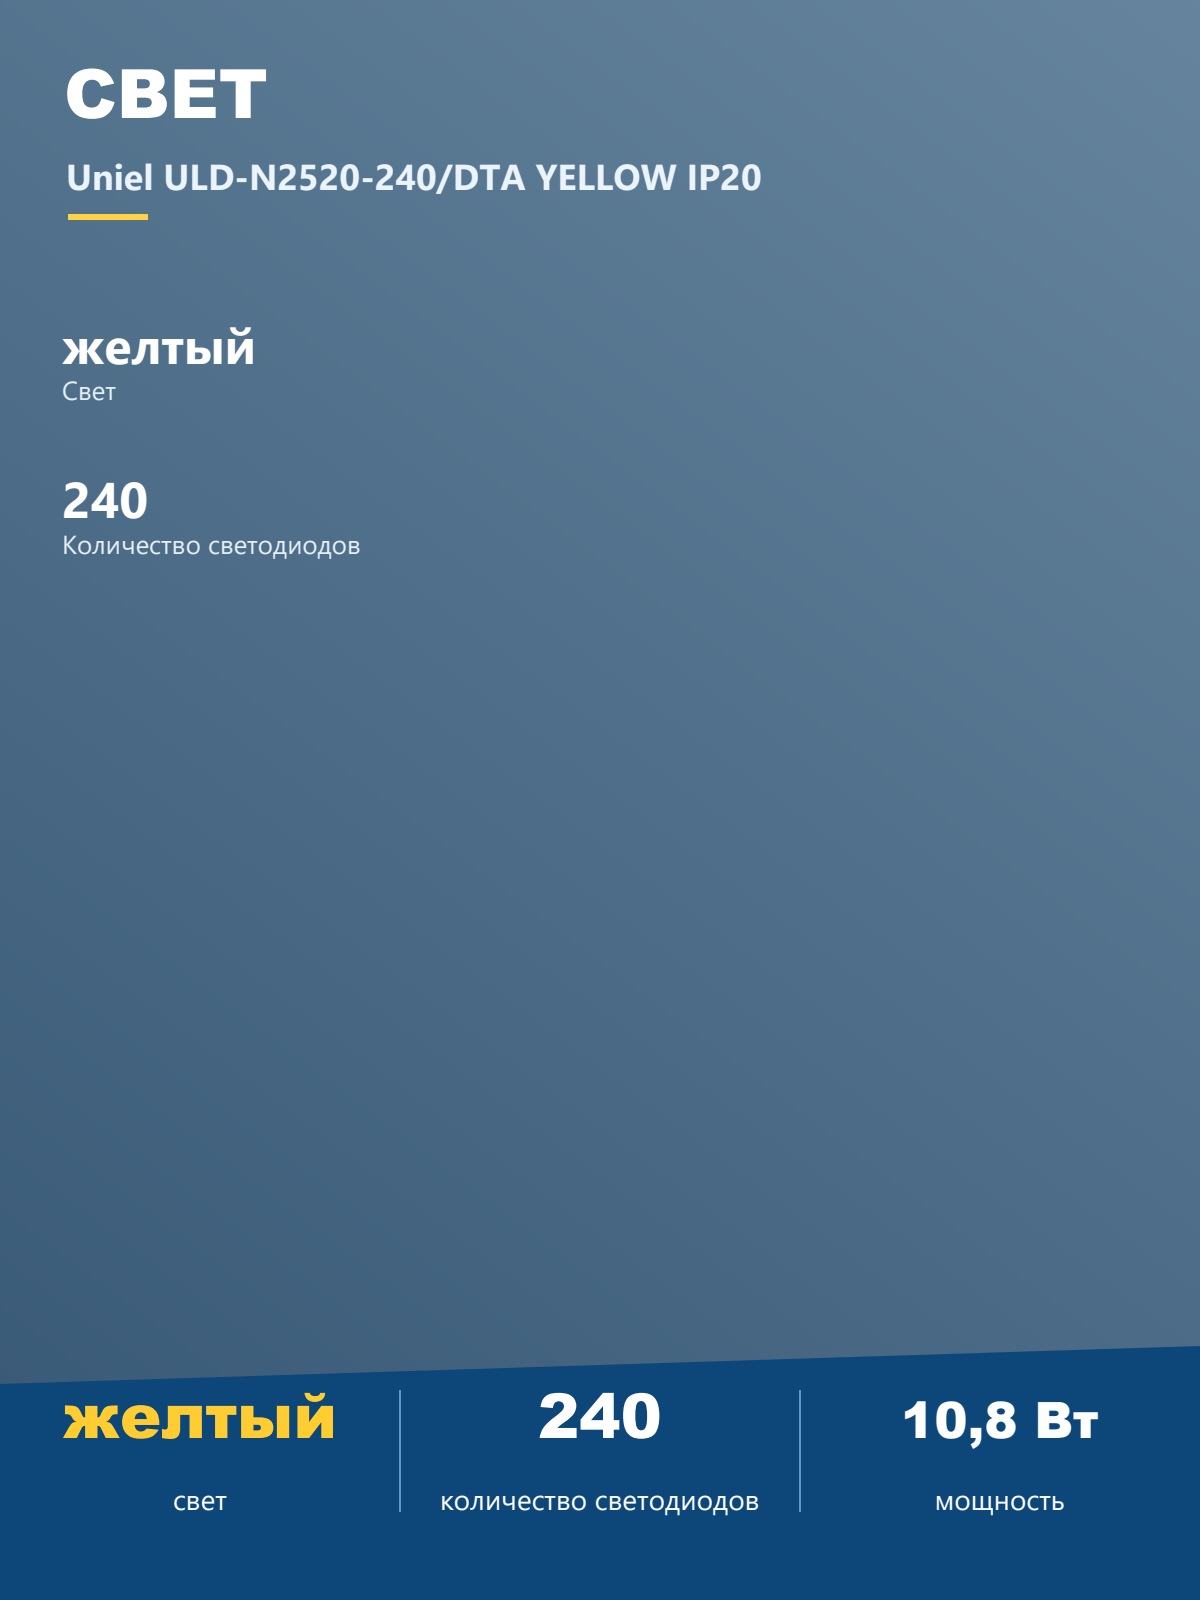 СВЕТ
Uniel ULD-N2520-240/DTA YELLOW IP20
желтый
Свет
240
Количество светодиодов
желтый
240
10,8 Вт
свет
количество светодиодов
мощность